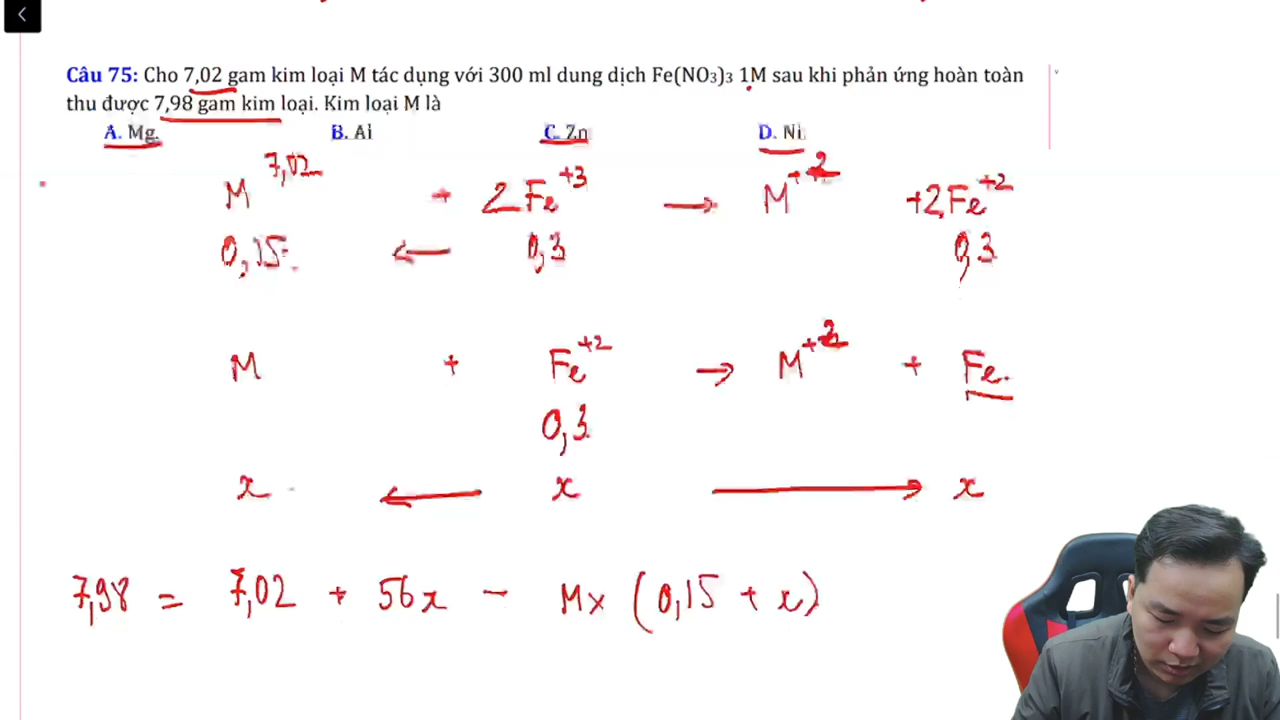 Câu 75: Cho 7,02 gam kim loại M tác dụng với 300 ml dung dịch Fe(NO₃)₃ 1M sau khi phản ứng hoàn toàn
thu được 7,98 gam kim loại. Kim loại M là
A. Mg. B. Al C. Zn D. Ni
7,02
M + 2Fe⁺³ → M⁺² + 2Fe⁺²
0,15 ← 0,3 0,3
M + Fe⁺² → M⁺² + Fe.
0,3
x ← x → x
7,98 = 7,02 + 56x - Mx (0,15 + x)